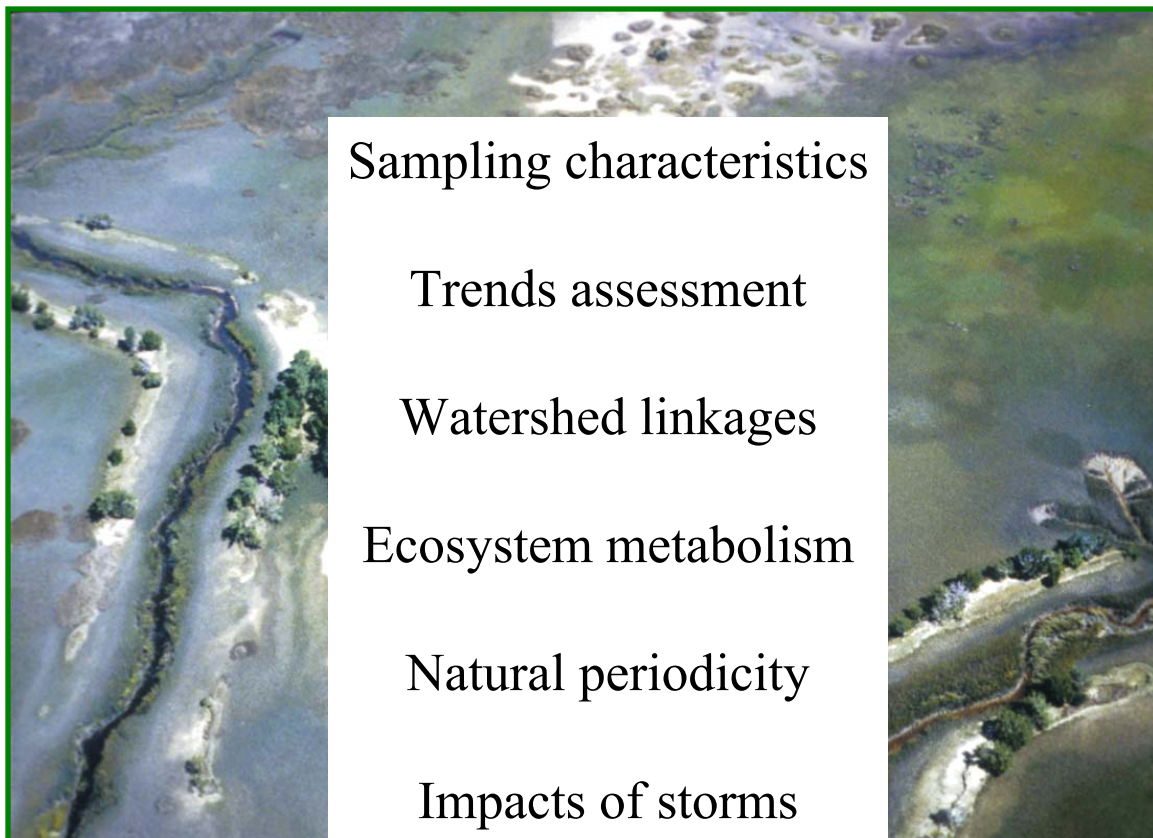 Sampling characteristics
Trends assessment
Watershed linkages
Ecosystem metabolism
Natural periodicity
Impacts of storms